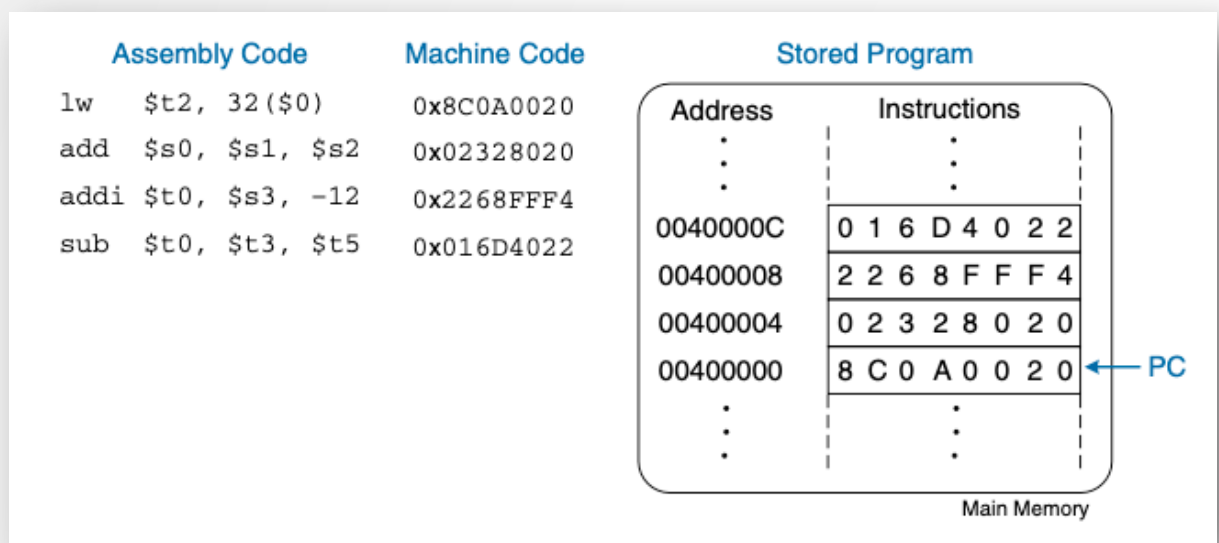 Assembly Code Machine Code Stored Program
lw $t2, 32($0) 0x8C0A0020
add $s0, $s1, $s2 0x02328020
addi $t0, $s3, -12 0x2268FFF4
sub $t0, $t3, $t5 0x016D4022
Address Instructions
0040000C 0 1 6 D 4 0 2 2
00400008 2 2 6 8 F F F 4
00400004 0 2 3 2 8 0 2 0
00400000 8 C 0 A 0 0 2 0 PC
Main Memory